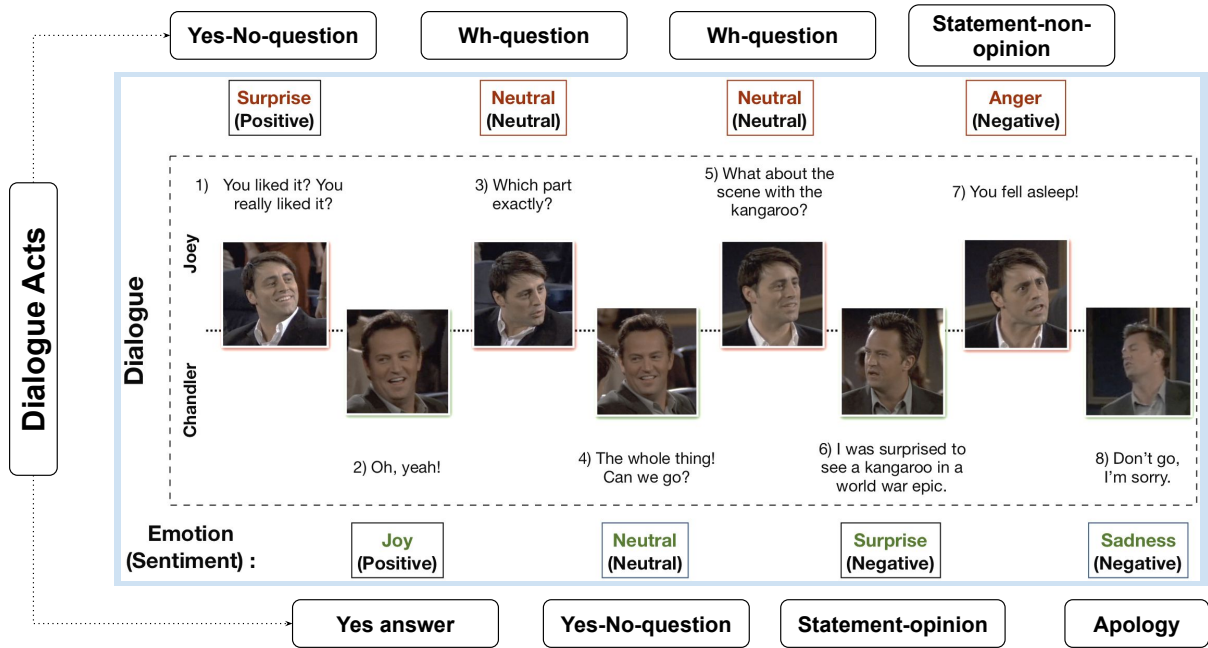 Yes-No-question
Wh-question
Wh-question
Statement-non-
opinion
Surprise
(Positive)
Neutral
(Neutral)
Neutral
(Neutral)
Anger
(Negative)
Dialogue Acts
Dialogue
Joey
Chandler
1) You liked it? You
really liked it?
3) Which part
exactly?
5) What about the
scene with the
kangaroo?
7) You fell asleep!
2) Oh, yeah!
4) The whole thing!
Can we go?
6) I was surprised to
see a kangaroo in a
world war epic.
8) Don't go,
I'm sorry.
Emotion
(Sentiment) :
Joy
(Positive)
Neutral
(Neutral)
Surprise
(Negative)
Sadness
(Negative)
Yes answer
Yes-No-question
Statement-opinion
Apology